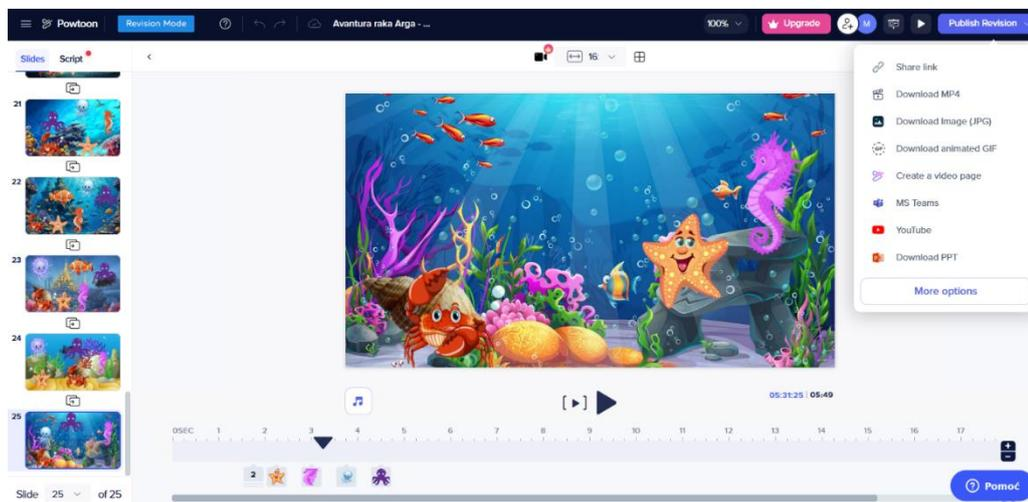 Powtoon
Revision Mode
Avantura raka Arga - ...
100%
Upgrade
M
Publish Revision
Slides
Script
16:
Share link
Download MP4
Download Image (JPG)
GIF
Download animated GIF
Create a video page
MS Teams
YouTube
Download PPT
More options
21
22
23
24
25
05:31:25 | 05:49
0SEC 1 2 3 4 5 6 7 8 9 10 11 12 13 14 15 16 17
2
Slide 25 of 25
Pomoć